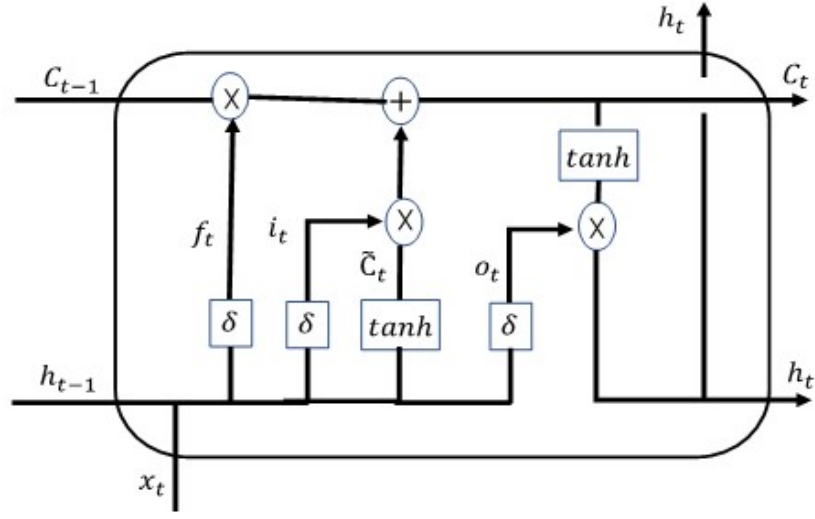 h_t
C_{t-1}
C_t
X
+
tanh
f_t
i_t
X
X
C̃_t
o_t
δ
δ
tanh
δ
h_{t-1}
h_t
x_t